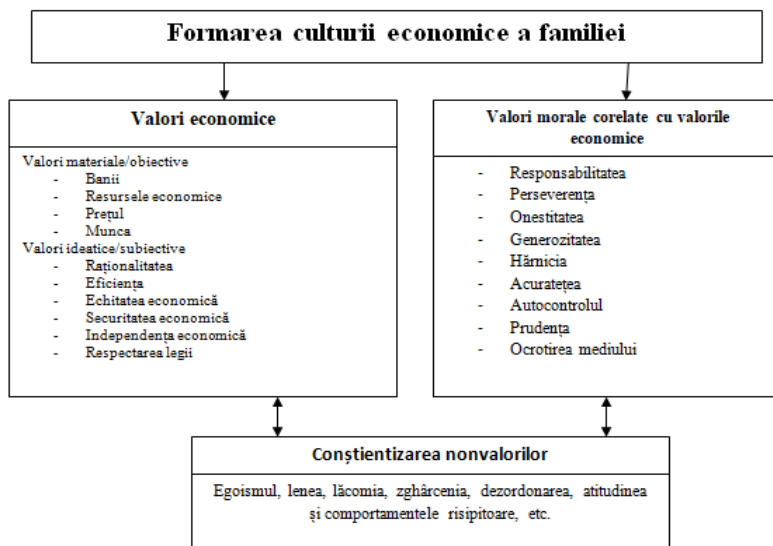 Formarea culturii economice a familiei
Valori economice
Valori materiale/obiective
- Banii
- Resursele economice
- Prețul
- Munca
Valori ideatice/subiective
- Raționalitatea
- Eficiența
- Echitatea economică
- Securitatea economică
- Independența economică
- Respectarea legii
Valori morale corelate cu valorile
economice
- Responsabilitatea
- Perseverența
- Onestitatea
- Generozitatea
- Hărnicia
- Acuratețea
- Autocontrolul
- Prudența
- Ocrotirea mediului
Conștientizarea nonvalorilor
Egoismul, lenea, lăcomia, zghârcenia, dezordonarea, atitudinea
și comportamentele risipitoare, etc.